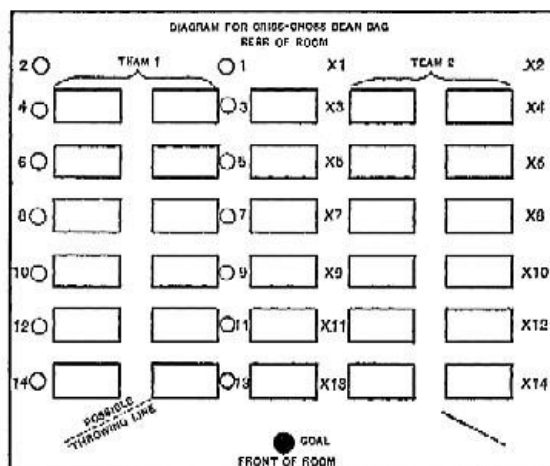 DIAGRAM FOR CRISS-CROSS BEAN BAG
REAR OF ROOM
2 TEAM 1 1 X1 TEAM 2 X2
4 3 X3 X4
6 5 X5 X6
8 7 X7 X8
10 9 X9 X10
12 11 X11 X12
14 13 X13 X14
POSSIBLE
THROWING LINE
GOAL
FRONT OF ROOM